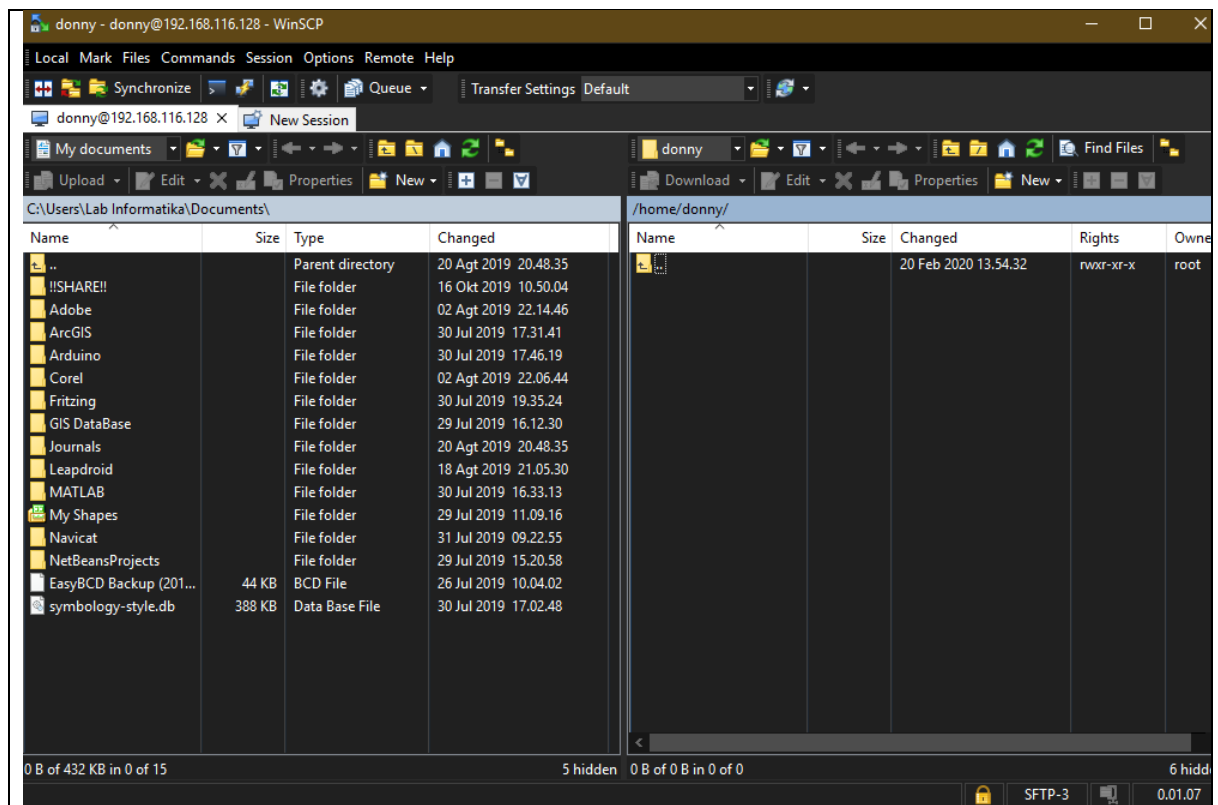 donny - donny@192.168.116.128 - WinSCP
Local Mark Files Commands Session Options Remote Help
Synchronize Queue Transfer Settings Default
donny@192.168.116.128 New Session
My documents donny Find Files
Upload Edit Properties New Download Edit Properties New
C:\Users\Lab Informatika\Documents\ /home/donny/
Name Size Type Changed Name Size Changed Rights Owne
.. Parent directory 20 Agt 2019 20.48.35 .. 20 Feb 2020 13.54.32 rwxr-xr-x root
!!SHARE!! File folder 16 Okt 2019 10.50.04
Adobe File folder 02 Agt 2019 22.14.46
ArcGIS File folder 30 Jul 2019 17.31.41
Arduino File folder 30 Jul 2019 17.46.19
Corel File folder 02 Agt 2019 22.06.44
Fritzing File folder 30 Jul 2019 19.35.24
GIS DataBase File folder 29 Jul 2019 16.12.30
Journals File folder 20 Agt 2019 20.48.35
Leapdroid File folder 18 Agt 2019 21.05.30
MATLAB File folder 30 Jul 2019 16.33.13
My Shapes File folder 29 Jul 2019 11.09.16
Navicat File folder 31 Jul 2019 09.22.55
NetBeansProjects File folder 29 Jul 2019 15.20.58
EasyBCD Backup (201... 44 KB BCD File 26 Jul 2019 10.04.02
symbology-style.db 388 KB Data Base File 30 Jul 2019 17.02.48
0 B of 432 KB in 0 of 15 5 hidden 0 B of 0 B in 0 of 0 6 hidd
SFTP-3 0.01.07